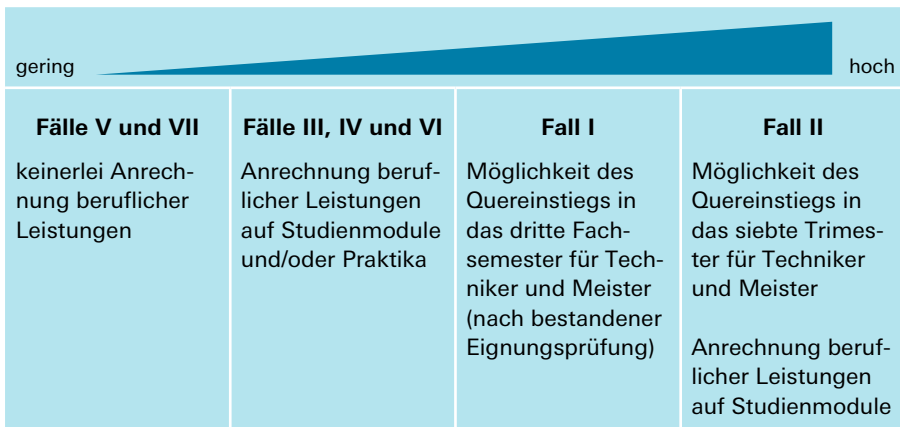 gering hoch
Fälle V und VII
keinerlei Anrech-
nung beruflicher
Leistungen
Fälle III, IV und VI
Anrechnung beruf-
licher Leistungen
auf Studienmodule
und/oder Praktika
Fall I
Möglichkeit des
Quereinstiegs in
das dritte Fach-
semester für Tech-
niker und Meister
(nach bestandener
Eignungsprüfung)
Fall II
Möglichkeit des
Quereinstiegs in
das siebte Trimes-
ter für Techniker
und Meister
Anrechnung beruf-
licher Leistungen
auf Studienmodule